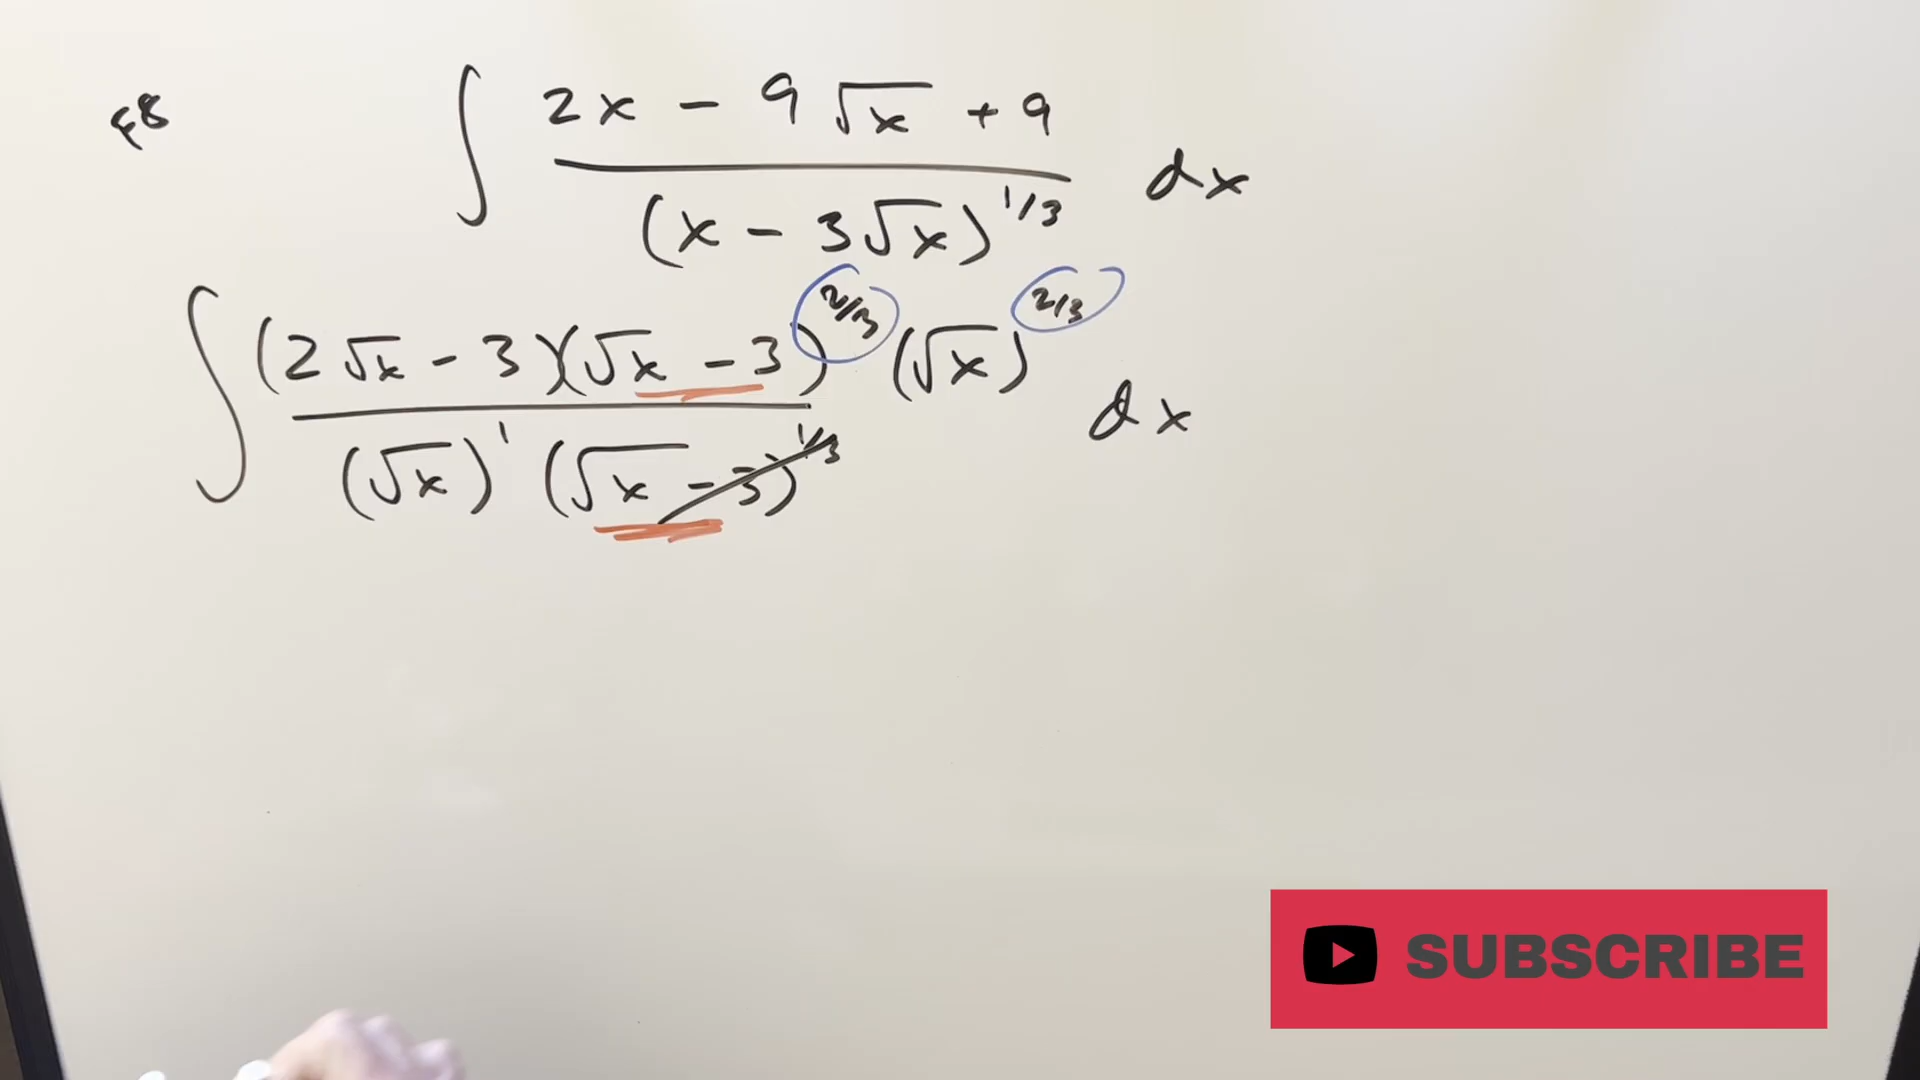 48
∫ (2x - 9√x + 9) / (x - 3√x)^1/3 dx
∫ (2√x - 3)(√x - 3)^2/3 (√x)^2/3 / (√x)^1 (√x - 3)^1/3 dx
SUBSCRIBE